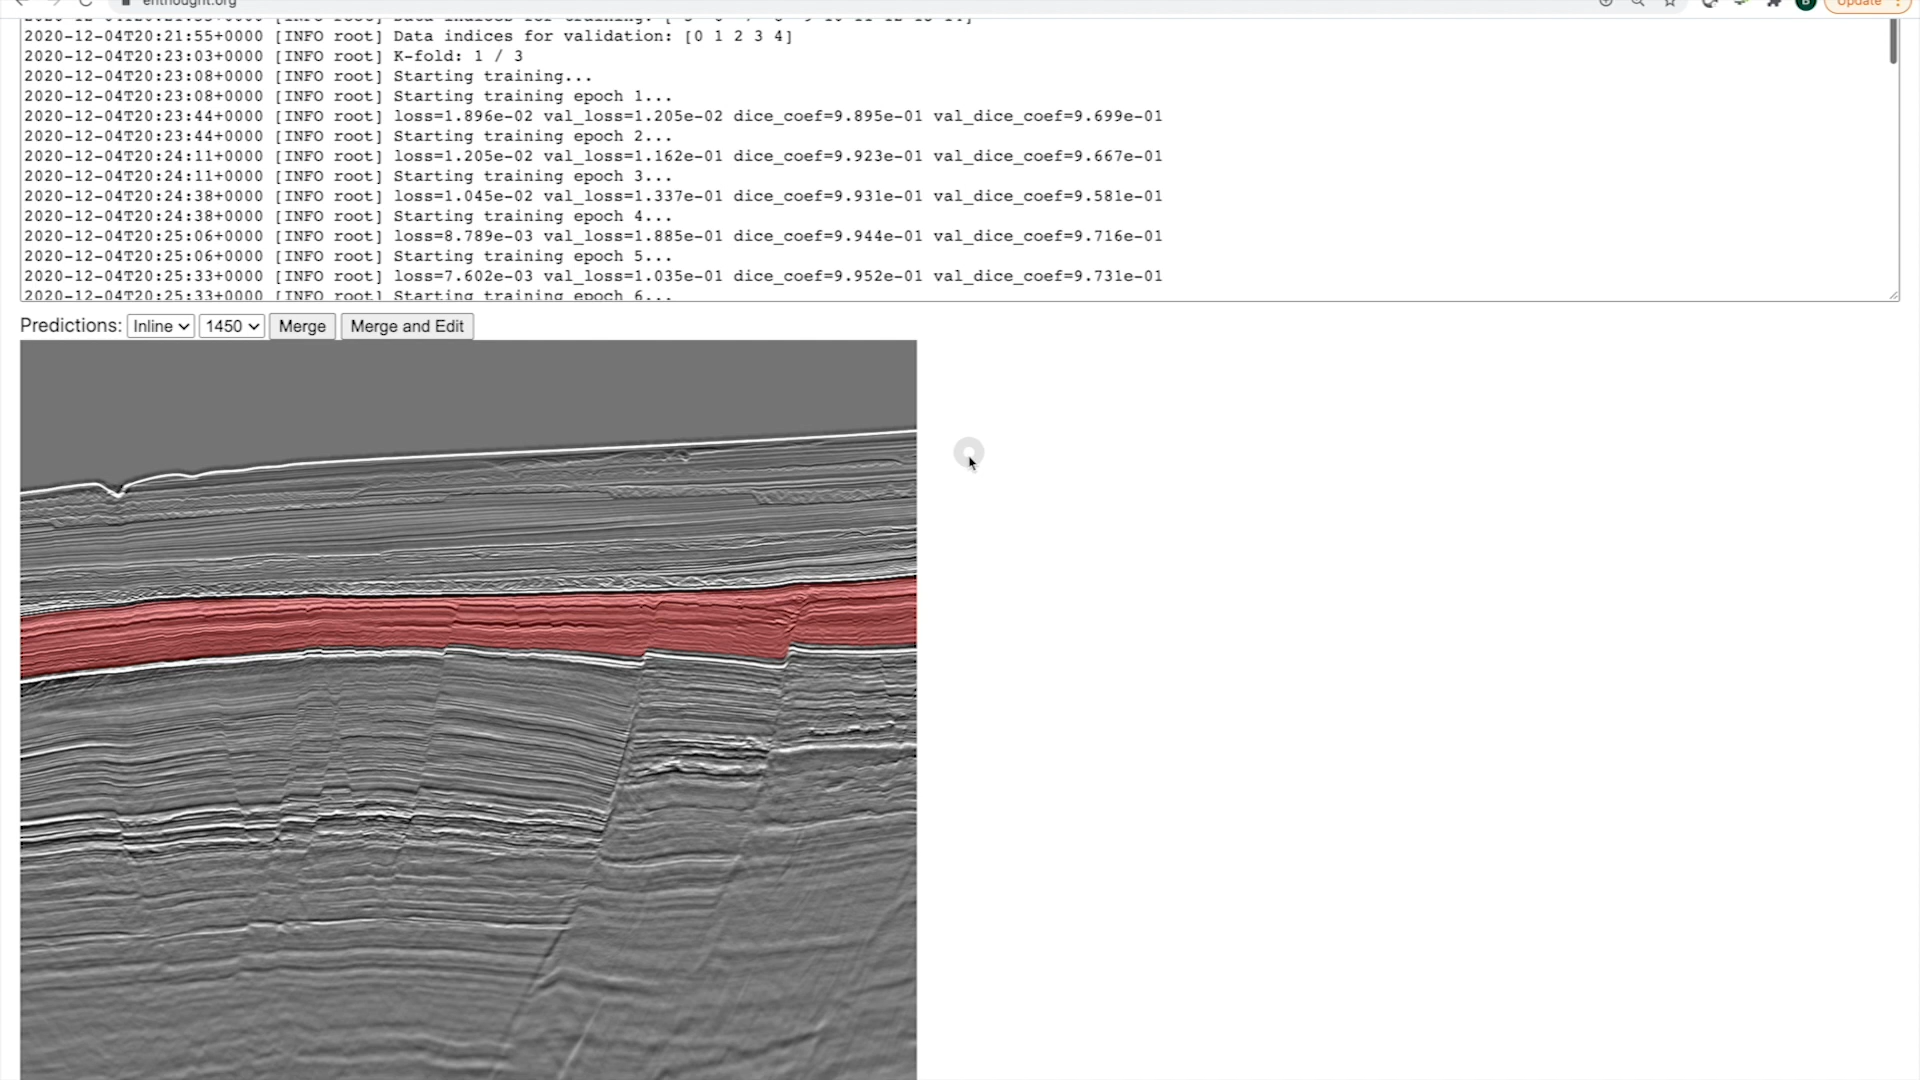 enthought.org
Update
2020-12-04T20:21:55+0000 [INFO root] Data indices for validation: [0 1 2 3 4]
2020-12-04T20:23:03+0000 [INFO root] K-fold: 1 / 3
2020-12-04T20:23:08+0000 [INFO root] Starting training...
2020-12-04T20:23:08+0000 [INFO root] Starting training epoch 1...
2020-12-04T20:23:44+0000 [INFO root] loss=1.896e-02 val_loss=1.205e-02 dice_coef=9.895e-01 val_dice_coef=9.699e-01
2020-12-04T20:23:44+0000 [INFO root] Starting training epoch 2...
2020-12-04T20:24:11+0000 [INFO root] loss=1.205e-02 val_loss=1.162e-01 dice_coef=9.923e-01 val_dice_coef=9.667e-01
2020-12-04T20:24:11+0000 [INFO root] Starting training epoch 3...
2020-12-04T20:24:38+0000 [INFO root] loss=1.045e-02 val_loss=1.337e-01 dice_coef=9.931e-01 val_dice_coef=9.581e-01
2020-12-04T20:24:38+0000 [INFO root] Starting training epoch 4...
2020-12-04T20:25:06+0000 [INFO root] loss=8.789e-03 val_loss=1.885e-01 dice_coef=9.944e-01 val_dice_coef=9.716e-01
2020-12-04T20:25:06+0000 [INFO root] Starting training epoch 5...
2020-12-04T20:25:33+0000 [INFO root] loss=7.602e-03 val_loss=1.035e-01 dice_coef=9.952e-01 val_dice_coef=9.731e-01
2020-12-04T20:25:33+0000 [INFO root] Starting training epoch 6...
Predictions: Inline 1450 Merge Merge and Edit